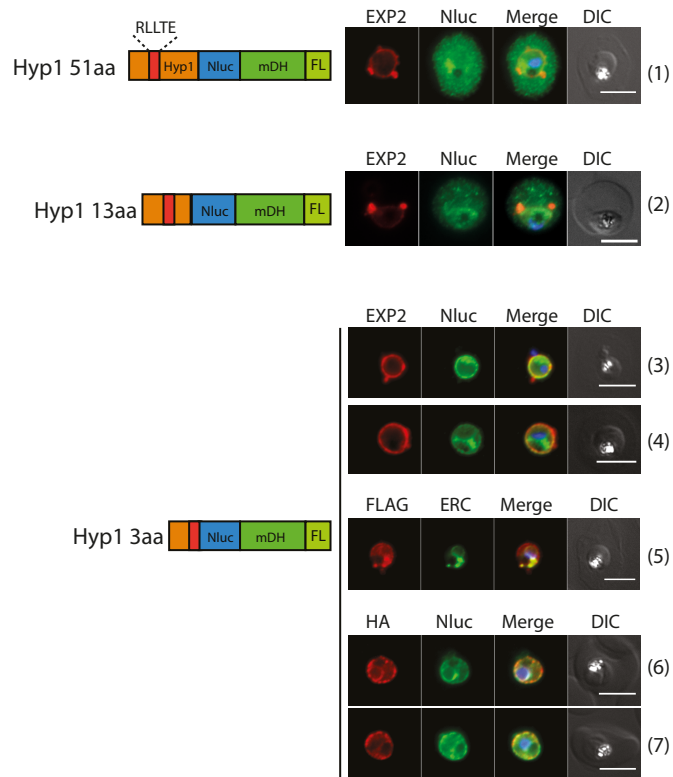 RLLTE
Hyp1 51aa
Hyp1 Nluc mDH FL
EXP2 Nluc Merge DIC
(1)
Hyp1 13aa
Nluc mDH FL
EXP2 Nluc Merge DIC
(2)
EXP2 Nluc Merge DIC
(3)
(4)
Hyp1 3aa
Nluc mDH FL
FLAG ERC Merge DIC
(5)
HA Nluc Merge DIC
(6)
(7)